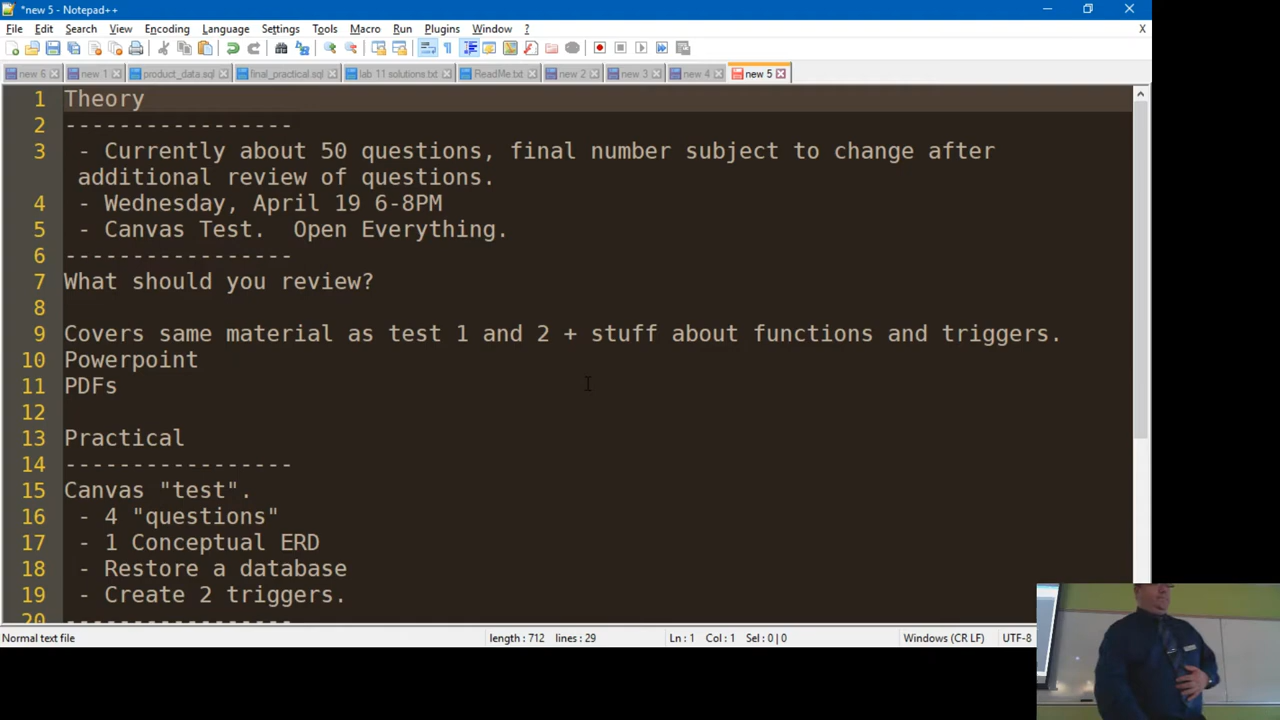 *new 5 - Notepad++
File Edit Search View Encoding Language Settings Tools Macro Run Plugins Window ? X
new 6 new 1 product_data.sql final_practical.sql lab 11 solutions.txt ReadMe.txt new 2 new 3 new 4 new 5
1 Theory
2 -----------------
3 - Currently about 50 questions, final number subject to change after
additional review of questions.
4 - Wednesday, April 19 6-8PM
5 - Canvas Test.  Open Everything.
6 -----------------
7 What should you review?
8
9 Covers same material as test 1 and 2 + stuff about functions and triggers.
10 Powerpoint
11 PDFs
12
13 Practical
14 -----------------
15 Canvas "test".
16 - 4 "questions"
17 - 1 Conceptual ERD
18 - Restore a database
19 - Create 2 triggers.
20 -----------------
Normal text file length : 712 lines : 29 Ln : 1 Col : 1 Sel : 0 | 0 Windows (CR LF) UTF-8